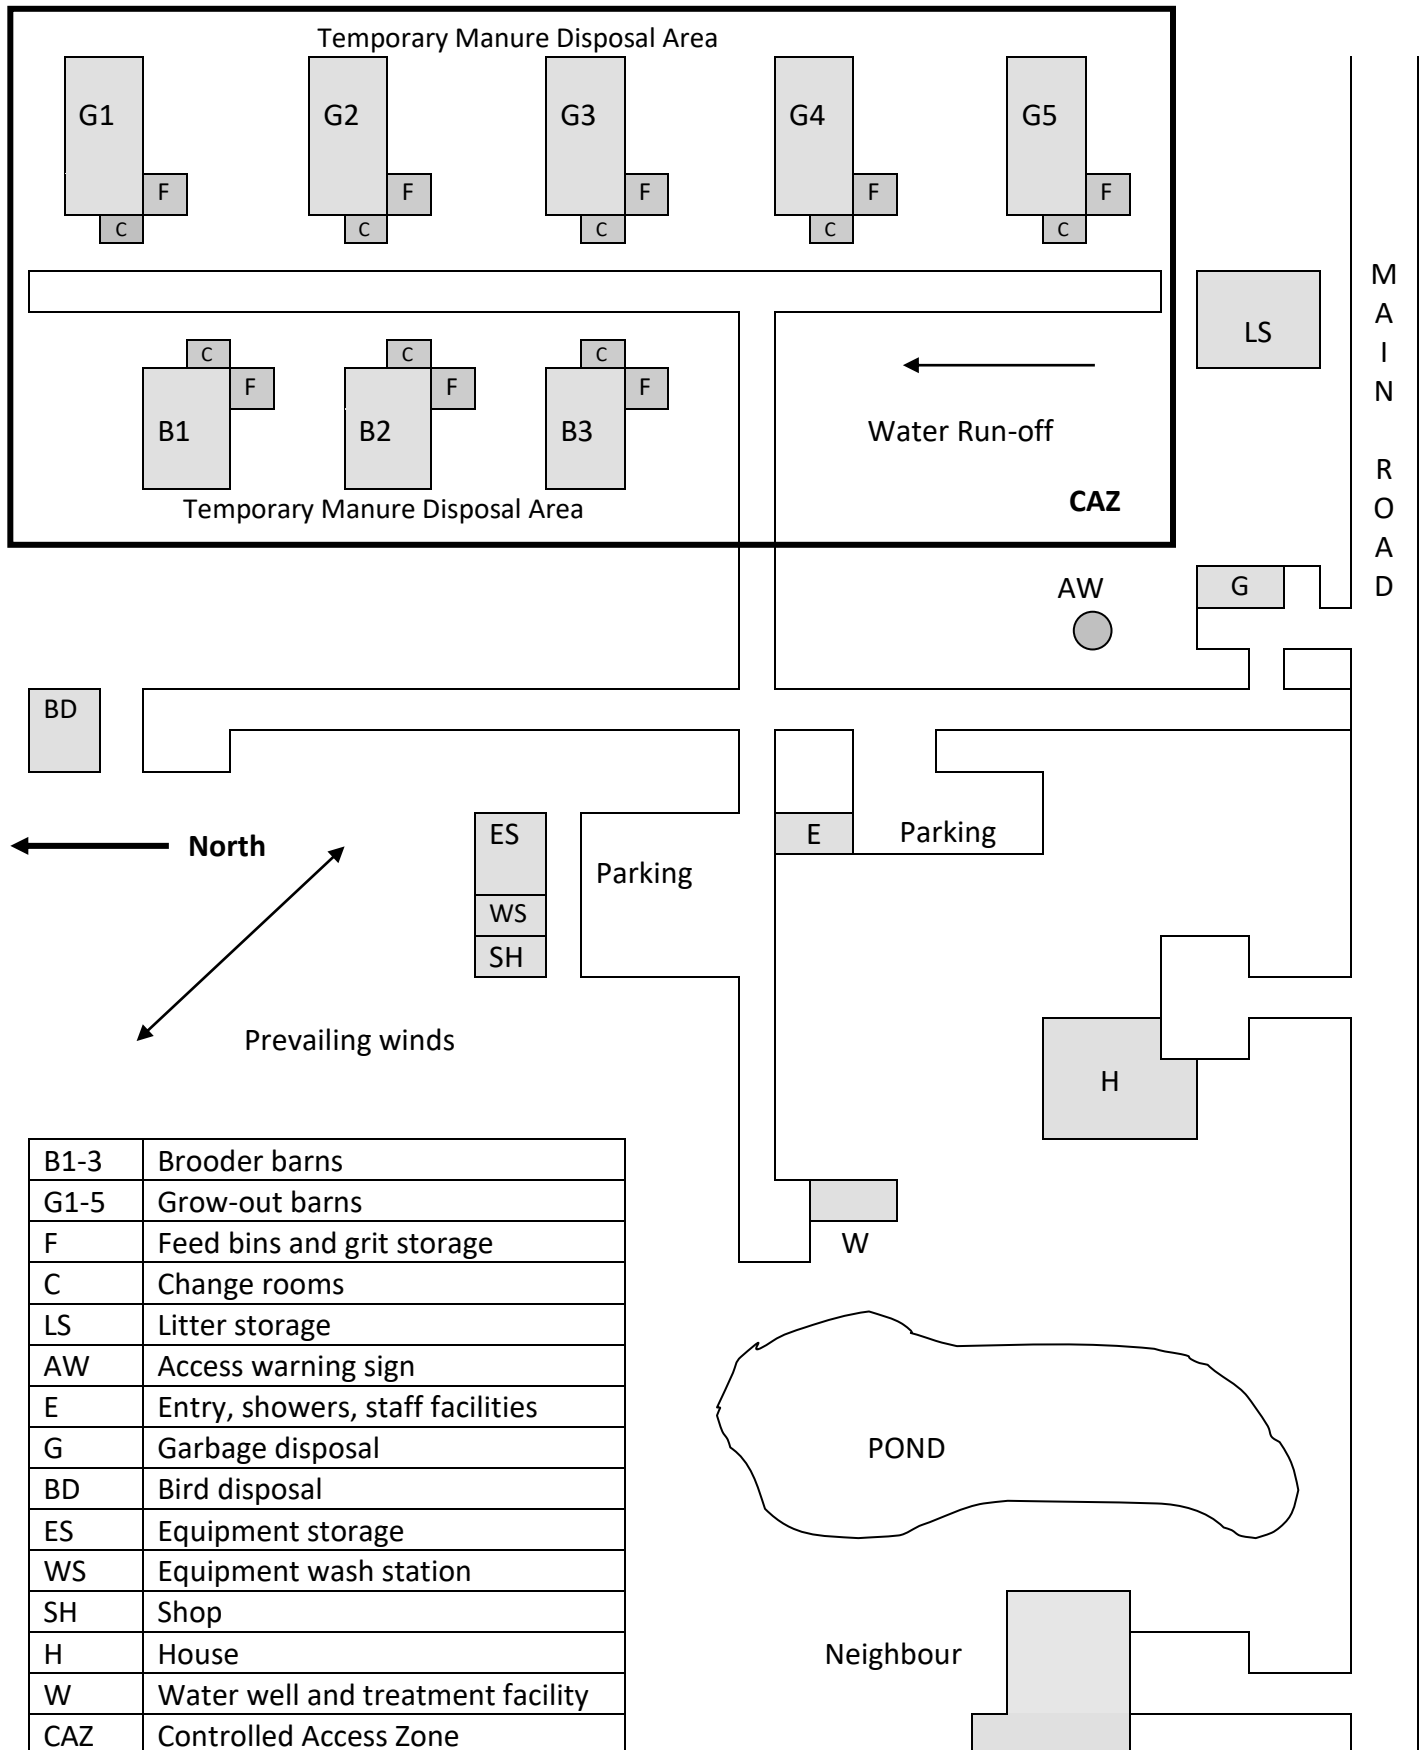 Temporary Manure Disposal Area
G1
G2
G3
G4
G5
F
F
F
F
F
C
C
C
C
C
MAIN ROAD
LS
C
C
C
F
F
F
B1
B2
B3
Water Run-off
CAZ
Temporary Manure Disposal Area
AW
G
BD
North
ES
Parking
E
Parking
WS
SH
Prevailing winds
H
B1-3 Brooder barns
G1-5 Grow-out barns
F Feed bins and grit storage
C Change rooms
LS Litter storage
AW Access warning sign
E Entry, showers, staff facilities
G Garbage disposal
BD Bird disposal
ES Equipment storage
WS Equipment wash station
SH Shop
H House
W Water well and treatment facility
CAZ Controlled Access Zone
W
POND
Neighbour